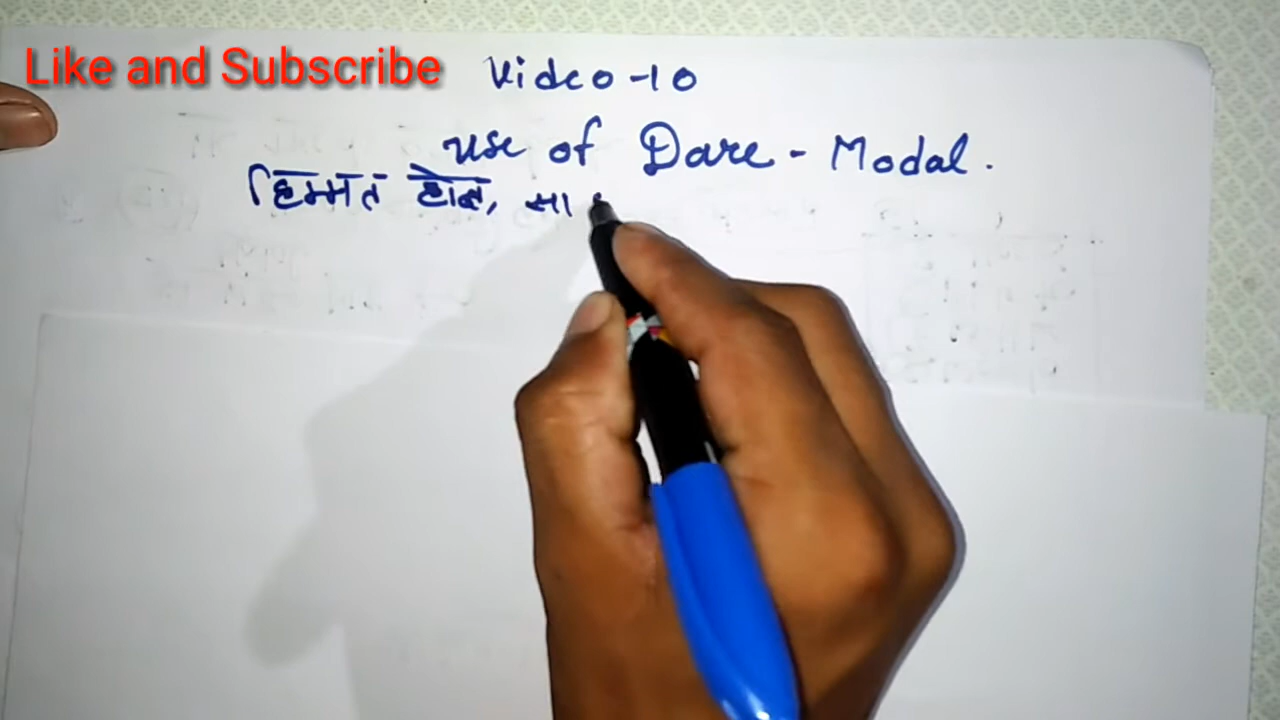 Like and Subscribe
Video-10
Use of Dare - Modal.
हिम्मत होना, सा